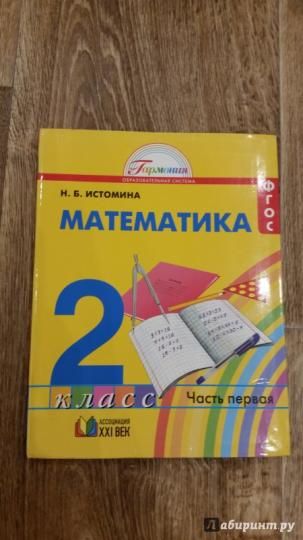 Гармония
ОБРАЗОВАТЕЛЬНАЯ СИСТЕМА
Н. Б. ИСТОМИНА
ФГОС
МАТЕМАТИКА
2
класс
Часть первая
АССОЦИАЦИЯ
XXI ВЕК
Лабиринт.ру